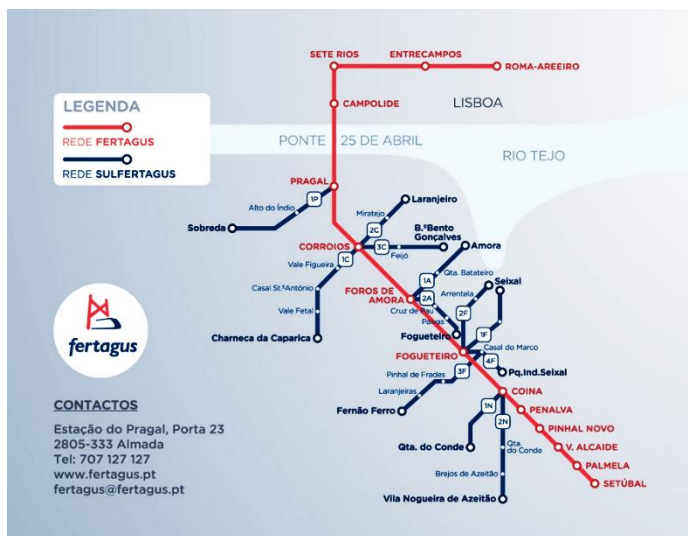 SETE RIOS
ENTRECAMPOS
ROMA-AREEIRO
LEGENDA
REDE FERTAGUS
REDE SULFERTAGUS
CAMPOLIDE
LISBOA
PONTE 25 DE ABRIL
RIO TEJO
PRAGAL
1P
Alto do Índio
Sobreda
Laranjeiro
Miratejo
2C
B.ºBento
Gonçalves
CORROIOS
3C
Feijó
Amora
1C
Vale Figueira
Qta. Batateiro
1A
Casal St.ºAntónio
FOROS DE
AMORA
2A
Arrentela
Seixal
Vale Fetal
Cruz de Pau
Paivas
2F
1F
Charneca da Caparica
Fogueteiro
Casal do Marco
FOGUETEIRO
4F
3F
Pinhal de Frades
Pq.Ind.Seixal
Laranjeiras
COINA
Fernão Ferro
1N
2N
PENALVA
PINHAL NOVO
Qta. do Conde
Qta.
do Conde
V. ALCAIDE
PALMELA
Brejos de Azeitão
SETÚBAL
Vila Nogueira de Azeitão
fertagus
CONTACTOS
Estação do Pragal, Porta 23
2805-333 Almada
Tel: 707 127 127
www.fertagus.pt
fertagus@fertagus.pt